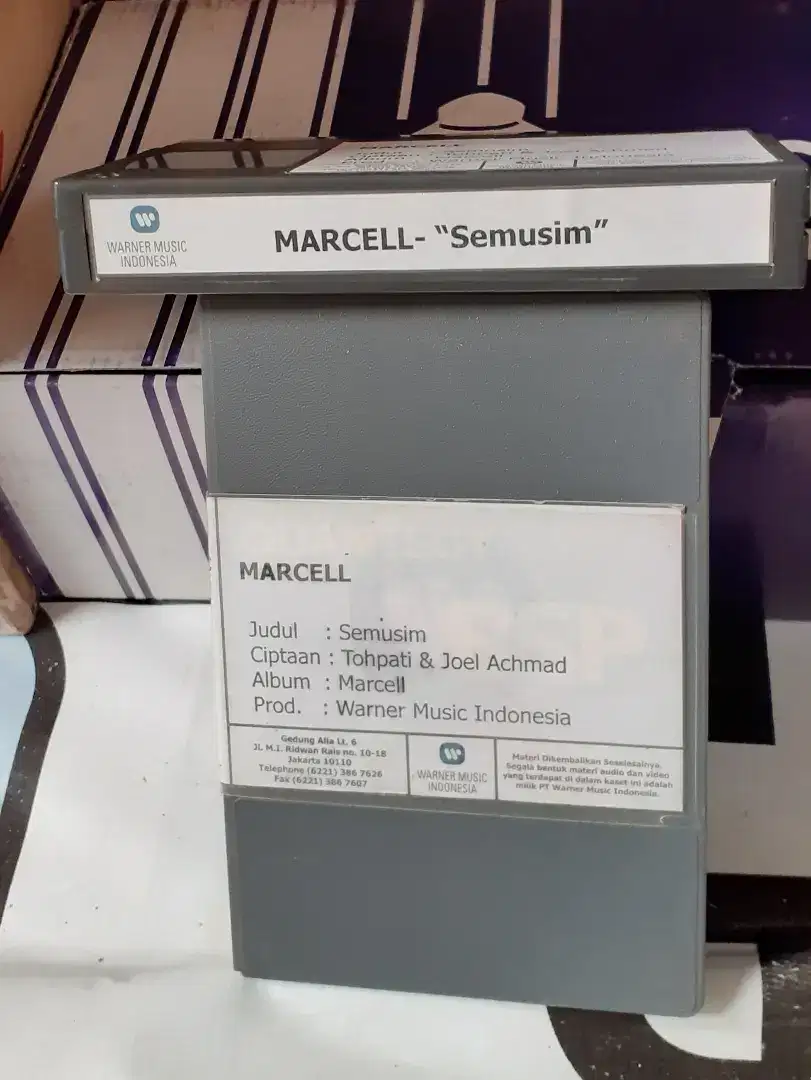 WARNER MUSIC
INDONESIA
MARCELL- “Semusim”
MARCELL
Judul : Semusim
Ciptaan : Tohpati & Joel Achmad
Album : Marcell
Prod. : Warner Music Indonesia
Gedung Alia Lt. 6
Jl. M.I. Ridwan Rais no. 10-18
Jakarta 10110
Telephone (6221) 386 7626
Fax (6221) 386 7607
WARNER MUSIC
INDONESIA
Materi Dikembalikan Seselesainya.
Segala bentuk materi audio dan video
yang terdapat di dalam kaset ini adalah
milik PT Warner Music Indonesia.